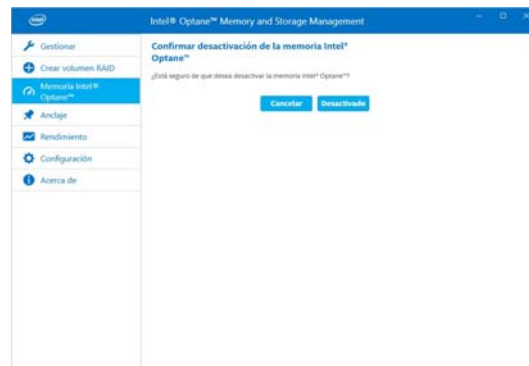 intel
Intel® Optane™ Memory and Storage Management
Gestionar
Crear volumen RAID
Memoria Intel®
Optane™
Anclaje
Rendimiento
Configuración
Acerca de
Confirmar desactivación de la memoria Intel®
Optane™
¿Está seguro de que desea desactivar la memoria Intel® Optane™?
Cancelar
Desactivado